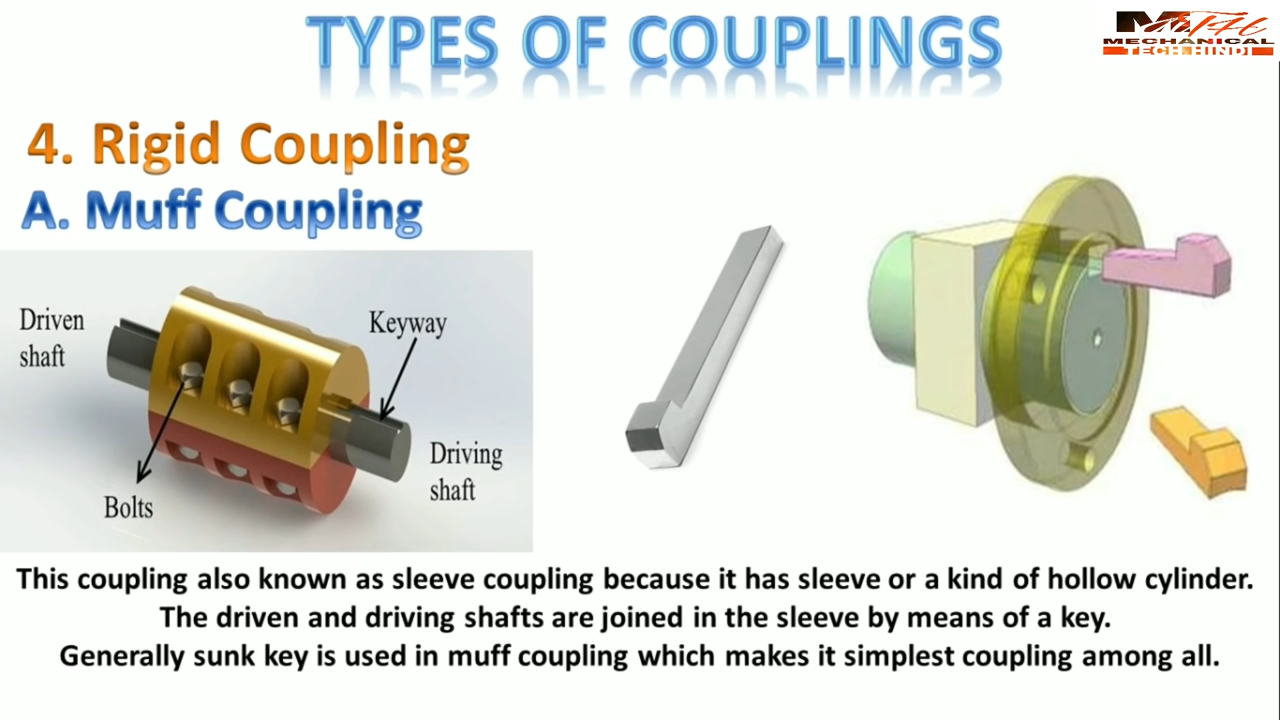 TYPES OF COUPLINGS
MECHANICAL
TECH HINDI
4. Rigid Coupling
A. Muff Coupling
Driven
shaft
Keyway
Driving
shaft
Bolts
This coupling also known as sleeve coupling because it has sleeve or a kind of hollow cylinder.
The driven and driving shafts are joined in the sleeve by means of a key.
Generally sunk key is used in muff coupling which makes it simplest coupling among all.